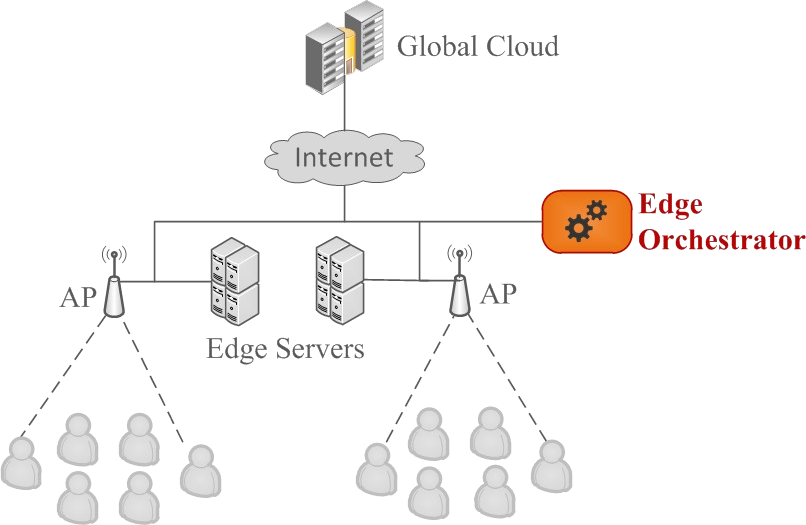 Global Cloud
Internet
Edge
Orchestrator
AP
AP
Edge Servers